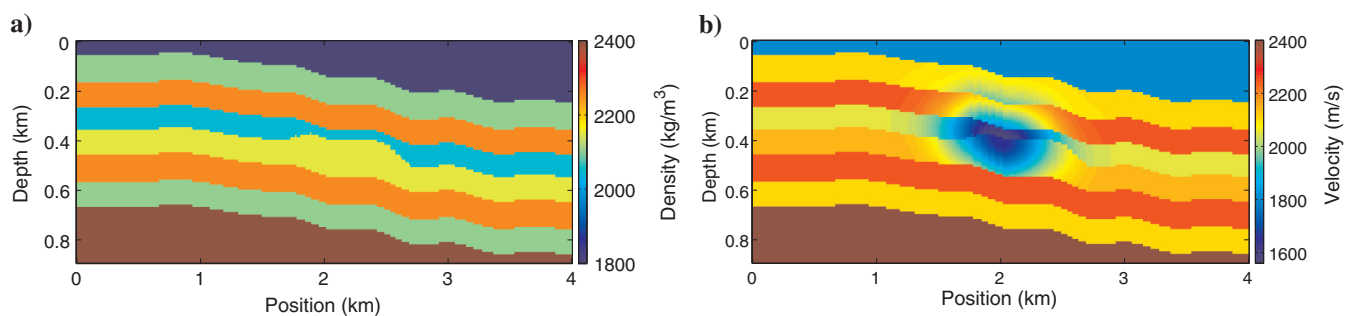 a)
0
0.2
0.4
0.6
0.8
Depth (km)
0 1 2 3 4
Position (km)
2400
2200
2000
1800
Density (kg/m³)
b)
0
0.2
0.4
0.6
0.8
Depth (km)
0 1 2 3 4
Position (km)
2400
2200
2000
1800
1600
Velocity (m/s)